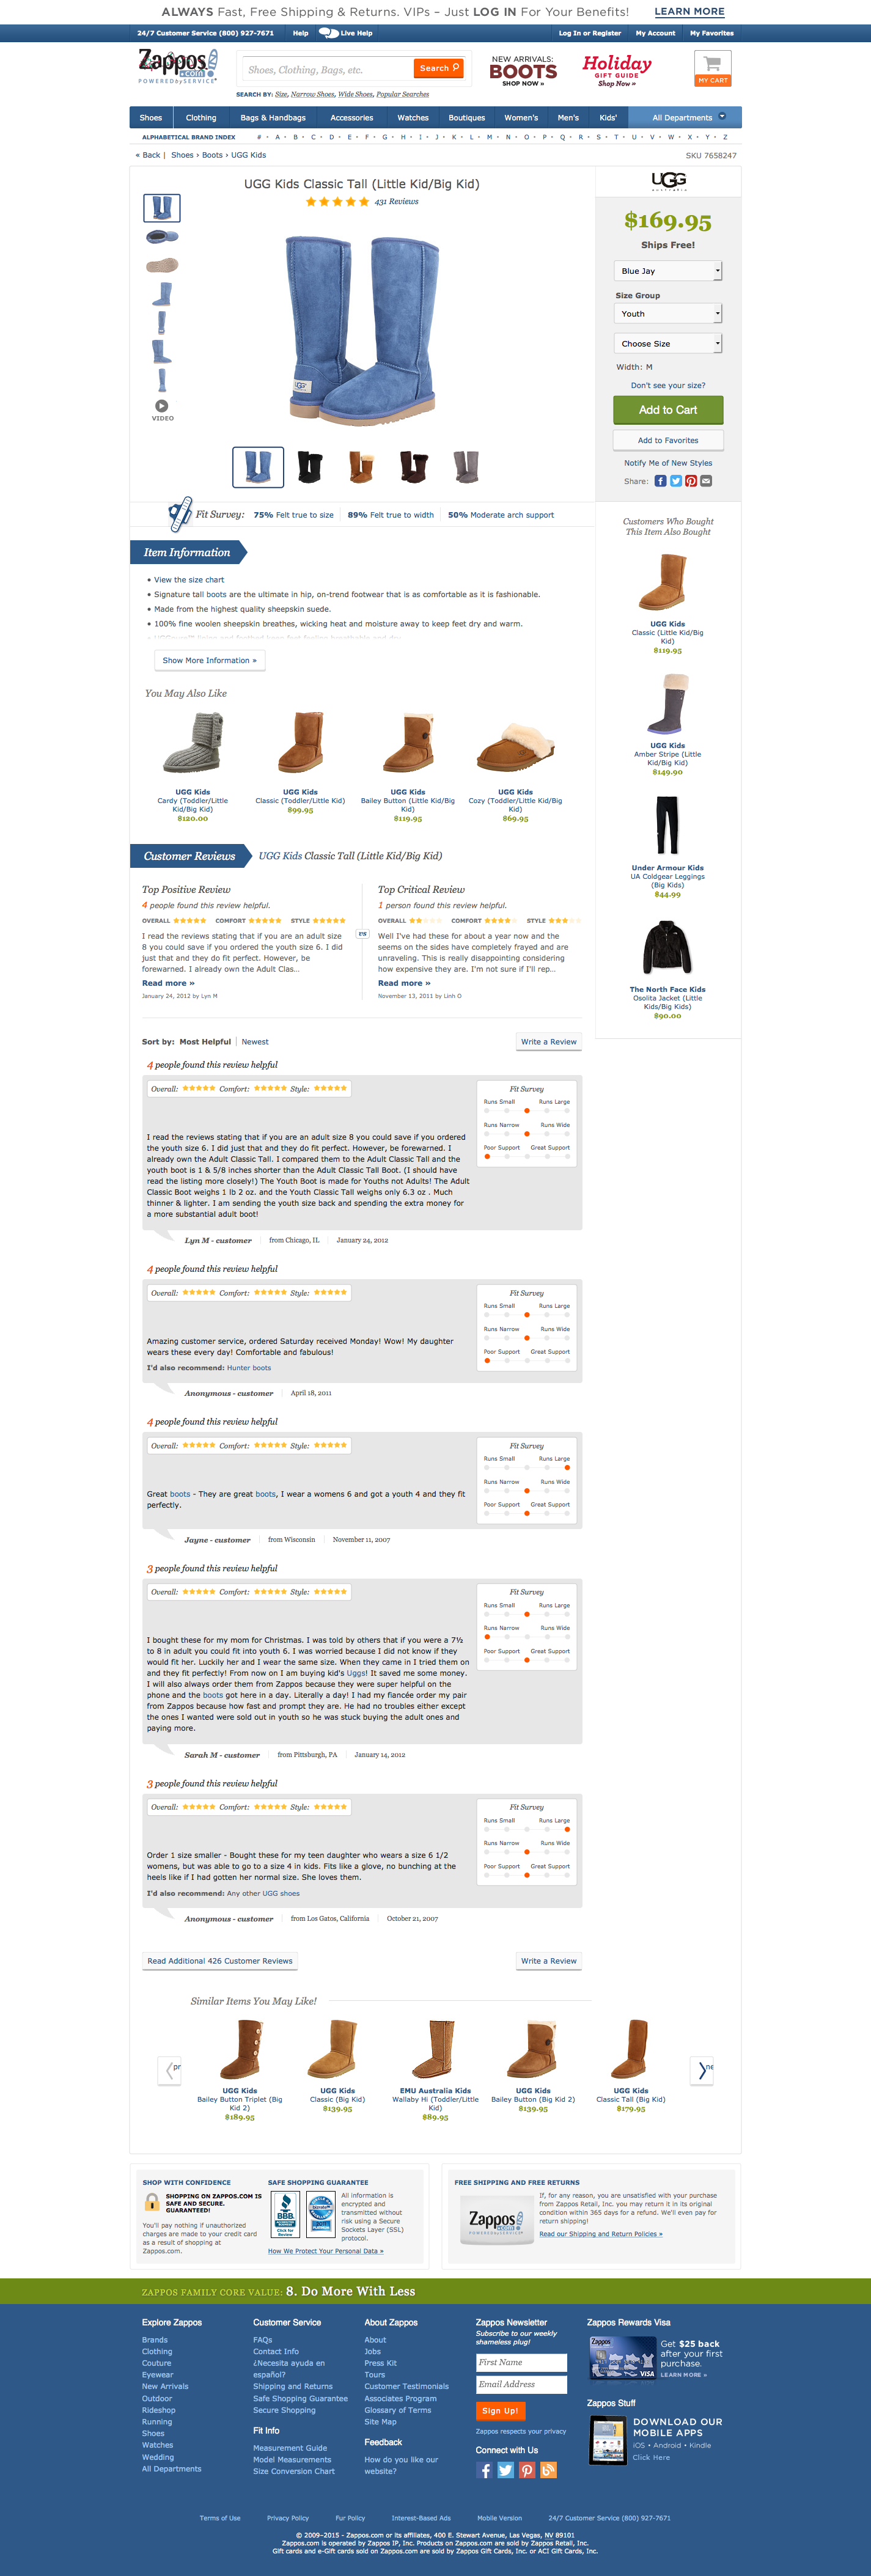 ALWAYS Fast, Free Shipping & Returns. VIPs – Just LOG IN For Your Benefits! LEARN MORE
24/7 Customer Service (800) 927-7671 Help Live Help Log In or Register My Account My Favorites
Zappos.com
POWERED by SERVICE
Shoes, Clothing, Bags, etc. Search
SEARCH BY: Size, Narrow Shoes, Wide Shoes, Popular Searches
NEW ARRIVALS:
BOOTS
SHOP NOW »
Holiday
GIFT GUIDE
Shop Now »
MY CART
Shoes Clothing Bags & Handbags Accessories Watches Boutiques Women's Men's Kids' All Departments
ALPHABETICAL BRAND INDEX # • A • B • C • D • E • F • G • H • I • J • K • L • M • N • O • P • Q • R • S • T • U • V • W • X • Y • Z
« Back | Shoes › Boots › UGG Kids SKU 7658247
UGG Kids Classic Tall (Little Kid/Big Kid)
431 Reviews
VIDEO
UGG
australia
$169.95
Ships Free!
Blue Jay
Size Group
Youth
Choose Size
Width: M
Don't see your size?
Add to Cart
Add to Favorites
Notify Me of New Styles
Share:
Fit Survey: 75% Felt true to size 89% Felt true to width 50% Moderate arch support
Item Information
• View the size chart
• Signature tall boots are the ultimate in hip, on-trend footwear that is as comfortable as it is fashionable.
• Made from the highest quality sheepskin suede.
• 100% fine woolen sheepskin breathes, wicking heat and moisture away to keep feet dry and warm.
Show More Information »
You May Also Like
UGG Kids
Cardy (Toddler/Little Kid/Big Kid)
$120.00
UGG Kids
Classic (Toddler/Little Kid)
$99.95
UGG Kids
Bailey Button (Little Kid/Big Kid)
$119.95
UGG Kids
Cozy (Toddler/Little Kid/Big Kid)
$69.95
Customers Who Bought
This Item Also Bought
UGG Kids
Classic (Little Kid/Big Kid)
$119.95
UGG Kids
Amber Stripe (Little Kid/Big Kid)
$149.90
Under Armour Kids
UA Coldgear Leggings (Big Kids)
$44.99
The North Face Kids
Osolita Jacket (Little Kids/Big Kids)
$90.00
Customer Reviews UGG Kids Classic Tall (Little Kid/Big Kid)
Top Positive Review
4 people found this review helpful.
OVERALL COMFORT STYLE
I read the reviews stating that if you are an adult size
8 you could save if you ordered the youth size 6. I did
just that and they do fit perfect. However, be
forewarned. I already own the Adult Clas...
Read more »
January 24, 2012 by Lyn M
vs
Top Critical Review
1 person found this review helpful.
OVERALL COMFORT STYLE
Well I've had these for about a year now and the
seems on the sides have completely frayed and are
unraveling. This is really disappointing considering
how expensive they are. I'm not sure if I'll rep...
Read more »
November 13, 2011 by Linh O
Sort by: Most Helpful | Newest Write a Review
4 people found this review helpful
Overall: Comfort: Style:
Fit Survey
Runs Small Runs Large
Runs Narrow Runs Wide
Poor Support Great Support
I read the reviews stating that if you are an adult size 8 you could save if you ordered
the youth size 6. I did just that and they do fit perfect. However, be forewarned. I
already own the Adult Classic Tall. I compared them to the Adult Classic Tall and the
youth boot is 1 & 5/8 inches shorter than the Adult Classic Tall Boot. (I should have
read the listing more closely!) The Youth Boot is made for Youths not Adults! The Adult
Classic Boot weighs 1 lb 2 oz. and the Youth Classic Tall weighs only 6.3 oz . Much
thinner & lighter. I am sending the youth size back and spending the extra money for
a more substantial adult boot!
Lyn M - customer from Chicago, IL January 24, 2012
4 people found this review helpful
Overall: Comfort: Style:
Fit Survey
Runs Small Runs Large
Runs Narrow Runs Wide
Poor Support Great Support
Amazing customer service, ordered Saturday received Monday! Wow! My daughter
wears these every day! Comfortable and fabulous!
I'd also recommend: Hunter boots
Anonymous - customer April 18, 2011
4 people found this review helpful
Overall: Comfort: Style:
Fit Survey
Runs Small Runs Large
Runs Narrow Runs Wide
Poor Support Great Support
Great boots - They are great boots, I wear a womens 6 and got a youth 4 and they fit
perfectly.
Jayne - customer from Wisconsin November 11, 2007
3 people found this review helpful
Overall: Comfort: Style:
Fit Survey
Runs Small Runs Large
Runs Narrow Runs Wide
Poor Support Great Support
I bought these for my mom for Christmas. I was told by others that if you were a 7½
to 8 in adult you could fit into youth 6. I was worried because I did not know if they
would fit her. Luckily her and I wear the same size. When they came in I tried them on
and they fit perfectly! From now on I am buying kid's Uggs! It saved me some money.
I will also always order them from Zappos because they were super helpful on the
phone and the boots got here in a day. Literally a day! I had my fiancée order my pair
from Zappos because how fast and prompt they are. He had no troubles either except
the ones I wanted were sold out in youth so he was stuck buying the adult ones and
paying more.
Sarah M - customer from Pittsburgh, PA January 14, 2012
3 people found this review helpful
Overall: Comfort: Style:
Fit Survey
Runs Small Runs Large
Runs Narrow Runs Wide
Poor Support Great Support
Order 1 size smaller - Bought these for my teen daughter who wears a size 6 1/2
womens, but was able to go to a size 4 in kids. Fits like a glove, no bunching at the
heels like if I had gotten her normal size. She loves them.
I'd also recommend: Any other UGG shoes
Anonymous - customer from Los Gatos, California October 21, 2007
Read Additional 426 Customer Reviews Write a Review
Similar Items You May Like!
pr
UGG Kids
Bailey Button Triplet (Big Kid 2)
$189.95
UGG Kids
Classic (Big Kid)
$139.95
EMU Australia Kids
Wallaby Hi (Toddler/Little Kid)
$89.95
UGG Kids
Bailey Button (Big Kid 2)
$139.95
UGG Kids
Classic Tall (Big Kid)
$179.95
ne
SHOP WITH CONFIDENCE
SHOPPING ON ZAPPOS.COM IS
SAFE AND SECURE.
GUARANTEED!
You'll pay nothing if unauthorized
charges are made to your credit card
as a result of shopping at
Zappos.com.
SAFE SHOPPING GUARANTEE
BBB
All information is
encrypted and
transmitted without
risk using a Secure
Sockets Layer (SSL)
protocol.
How We Protect Your Personal Data »
FREE SHIPPING AND FREE RETURNS
Zappos.com
If, for any reason, you are unsatisfied with your purchase
from Zappos Retail, Inc. you may return it in its original
condition within 365 days for a refund. We'll even pay for
return shipping!
Read our Shipping and Return Policies »
ZAPPOS FAMILY CORE VALUE: 8. Do More With Less
Explore Zappos
Brands
Clothing
Couture
Eyewear
New Arrivals
Outdoor
Rideshop
Running
Shoes
Watches
Wedding
All Departments
Customer Service
FAQs
Contact Info
¿Necesita ayuda en
español?
Shipping and Returns
Safe Shopping Guarantee
Secure Shopping
Fit Info
Measurement Guide
Model Measurements
Size Conversion Chart
About Zappos
About
Jobs
Press Kit
Tours
Customer Testimonials
Associates Program
Glossary of Terms
Site Map
Feedback
How do you like our
website?
Zappos Newsletter
Subscribe to our weekly
shameless plug!
First Name
Email Address
Sign Up!
Zappos respects your privacy
Connect with Us
Zappos Rewards Visa
Zappos
VISA
Get $25 back
after your first
purchase.
LEARN MORE »
Zappos Stuff
DOWNLOAD OUR
MOBILE APPS
iOS • Android • Kindle
Click Here
Terms of Use Privacy Policy Fur Policy Interest-Based Ads Mobile Version 24/7 Customer Service (800) 927-7671
© 2009–2015 - Zappos.com or its affiliates, 400 E. Stewart Avenue, Las Vegas, NV 89101
Zappos.com is operated by Zappos IP, Inc. Products on Zappos.com are sold by Zappos Retail, Inc.
Gift cards and e-Gift cards sold on Zappos.com are sold by Zappos Gift Cards, Inc. or ACI Gift Cards, Inc.